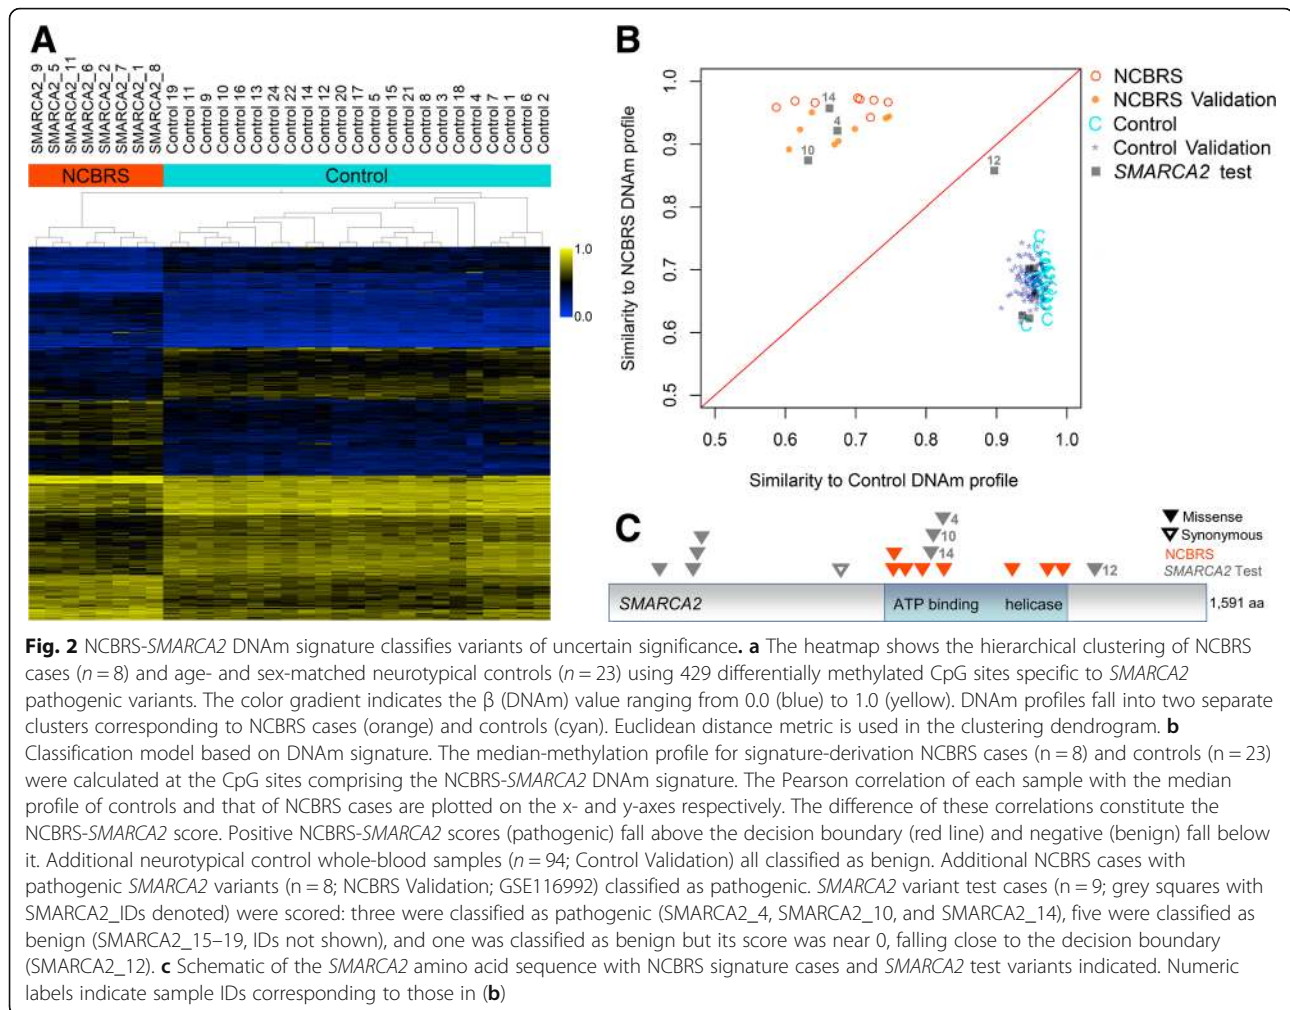 A
SMARCA2_9
SMARCA2_5
SMARCA2_11
SMARCA2_6
SMARCA2_2
SMARCA2_7
SMARCA2_1
SMARCA2_8
Control 19
Control 11
Control 9
Control 10
Control 16
Control 13
Control 24
Control 22
Control 14
Control 12
Control 20
Control 17
Control 5
Control 15
Control 21
Control 8
Control 3
Control 18
Control 4
Control 7
Control 1
Control 6
Control 2
NCBRS
Control
1.0
0.0
B
Similarity to NCBRS DNAm profile
1.0
0.9
0.8
0.7
0.6
0.5
14
4
10
12
0.5 0.6 0.7 0.8 0.9 1.0
Similarity to Control DNAm profile
NCBRS
NCBRS Validation
Control
Control Validation
SMARCA2 test
C
4
10
14
12
Missense
Synonymous
NCBRS
SMARCA2 Test
SMARCA2
ATP binding
helicase
1,591 aa
Fig. 2 NCBRS-SMARCA2 DNAm signature classifies variants of uncertain significance. a The heatmap shows the hierarchical clustering of NCBRS
cases (n = 8) and age- and sex-matched neurotypical controls (n = 23) using 429 differentially methylated CpG sites specific to SMARCA2
pathogenic variants. The color gradient indicates the β (DNAm) value ranging from 0.0 (blue) to 1.0 (yellow). DNAm profiles fall into two separate
clusters corresponding to NCBRS cases (orange) and controls (cyan). Euclidean distance metric is used in the clustering dendrogram. b
Classification model based on DNAm signature. The median-methylation profile for signature-derivation NCBRS cases (n = 8) and controls (n = 23)
were calculated at the CpG sites comprising the NCBRS-SMARCA2 DNAm signature. The Pearson correlation of each sample with the median
profile of controls and that of NCBRS cases are plotted on the x- and y-axes respectively. The difference of these correlations constitute the
NCBRS-SMARCA2 score. Positive NCBRS-SMARCA2 scores (pathogenic) fall above the decision boundary (red line) and negative (benign) fall below
it. Additional neurotypical control whole-blood samples (n = 94; Control Validation) all classified as benign. Additional NCBRS cases with
pathogenic SMARCA2 variants (n = 8; NCBRS Validation; GSE116992) classified as pathogenic. SMARCA2 variant test cases (n = 9; grey squares with
SMARCA2_IDs denoted) were scored: three were classified as pathogenic (SMARCA2_4, SMARCA2_10, and SMARCA2_14), five were classified as
benign (SMARCA2_15–19, IDs not shown), and one was classified as benign but its score was near 0, falling close to the decision boundary
(SMARCA2_12). c Schematic of the SMARCA2 amino acid sequence with NCBRS signature cases and SMARCA2 test variants indicated. Numeric
labels indicate sample IDs corresponding to those in (b)